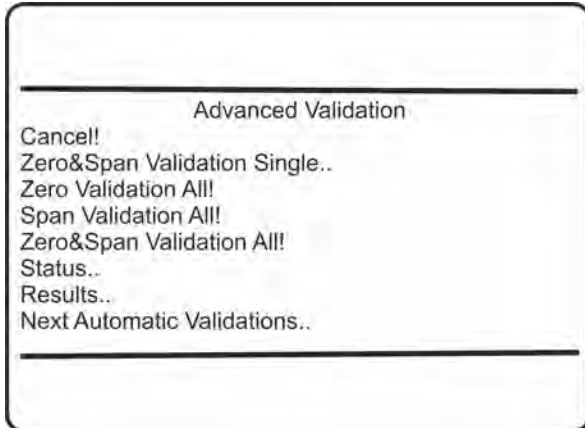 Advanced Validation
Cancel!
Zero&Span Validation Single..
Zero Validation All!
Span Validation All!
Zero&Span Validation All!
Status..
Results..
Next Automatic Validations..